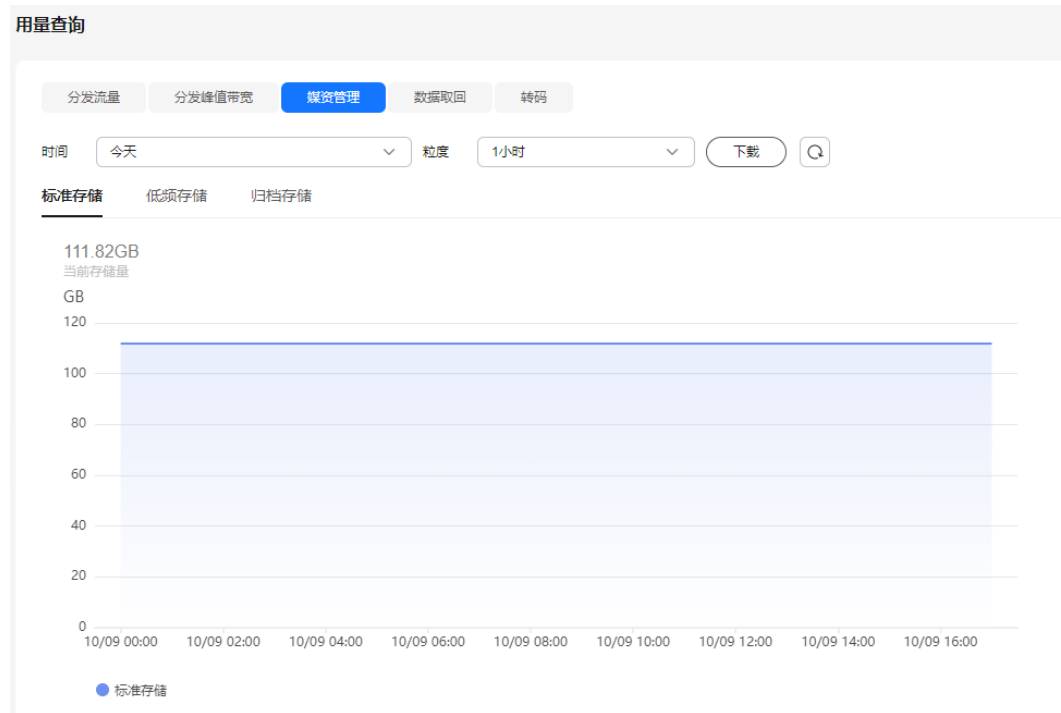 用量查询
分发流量 分发峰值带宽 媒资管理 数据取回 转码
时间 今天 粒度 1小时 下载
标准存储 低频存储 归档存储
111.82GB
当前存储量
GB
120
100
80
60
40
20
0
10/09 00:00 10/09 02:00 10/09 04:00 10/09 06:00 10/09 08:00 10/09 10:00 10/09 12:00 10/09 14:00 10/09 16:00
标准存储